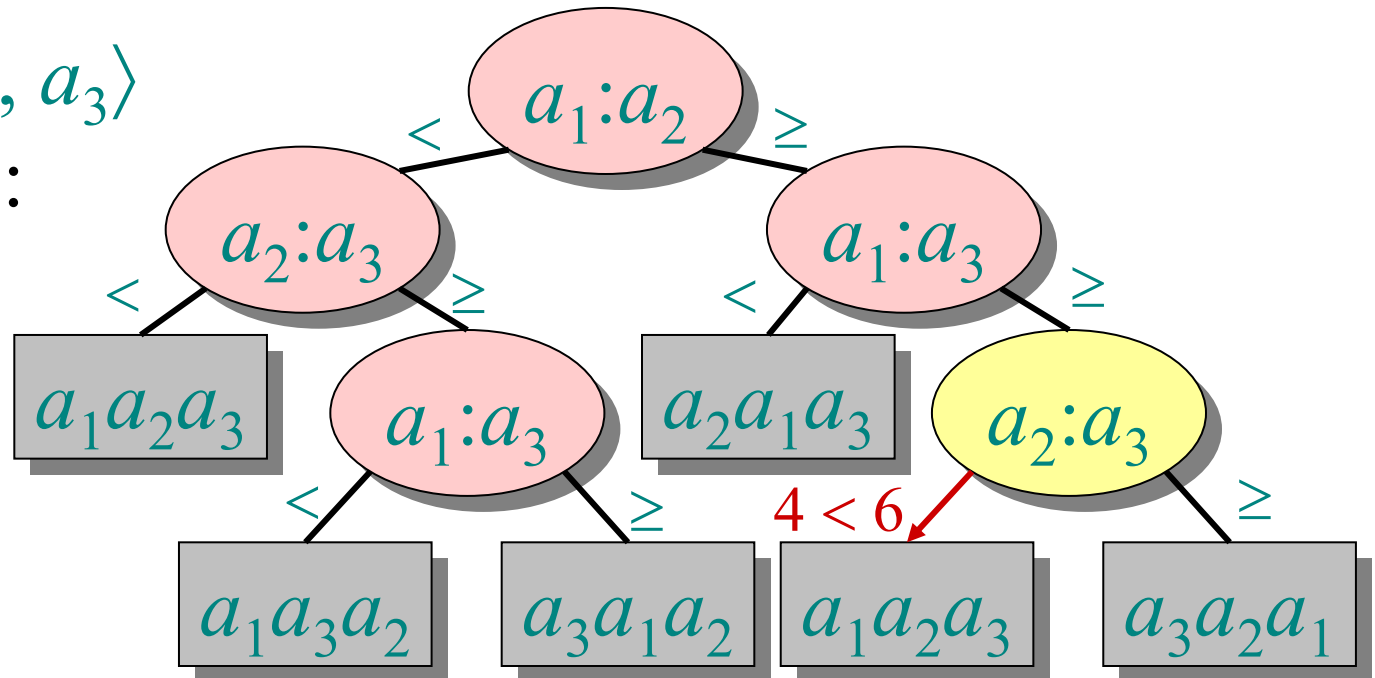 , a₃⟩
:
a₁:a₂
< ≥
a₂:a₃ a₁:a₃
< ≥ < ≥
a₁a₂a₃ a₁:a₃ a₂a₁a₃ a₂:a₃
< ≥ 4 < 6 ≥
a₁a₃a₂ a₃a₁a₂ a₁a₂a₃ a₃a₂a₁